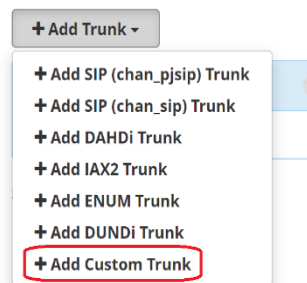 + Add Trunk
+ Add SIP (chan_pjsip) Trunk
+ Add SIP (chan_sip) Trunk
+ Add DAHDi Trunk
+ Add IAX2 Trunk
+ Add ENUM Trunk
+ Add DUNDi Trunk
+ Add Custom Trunk